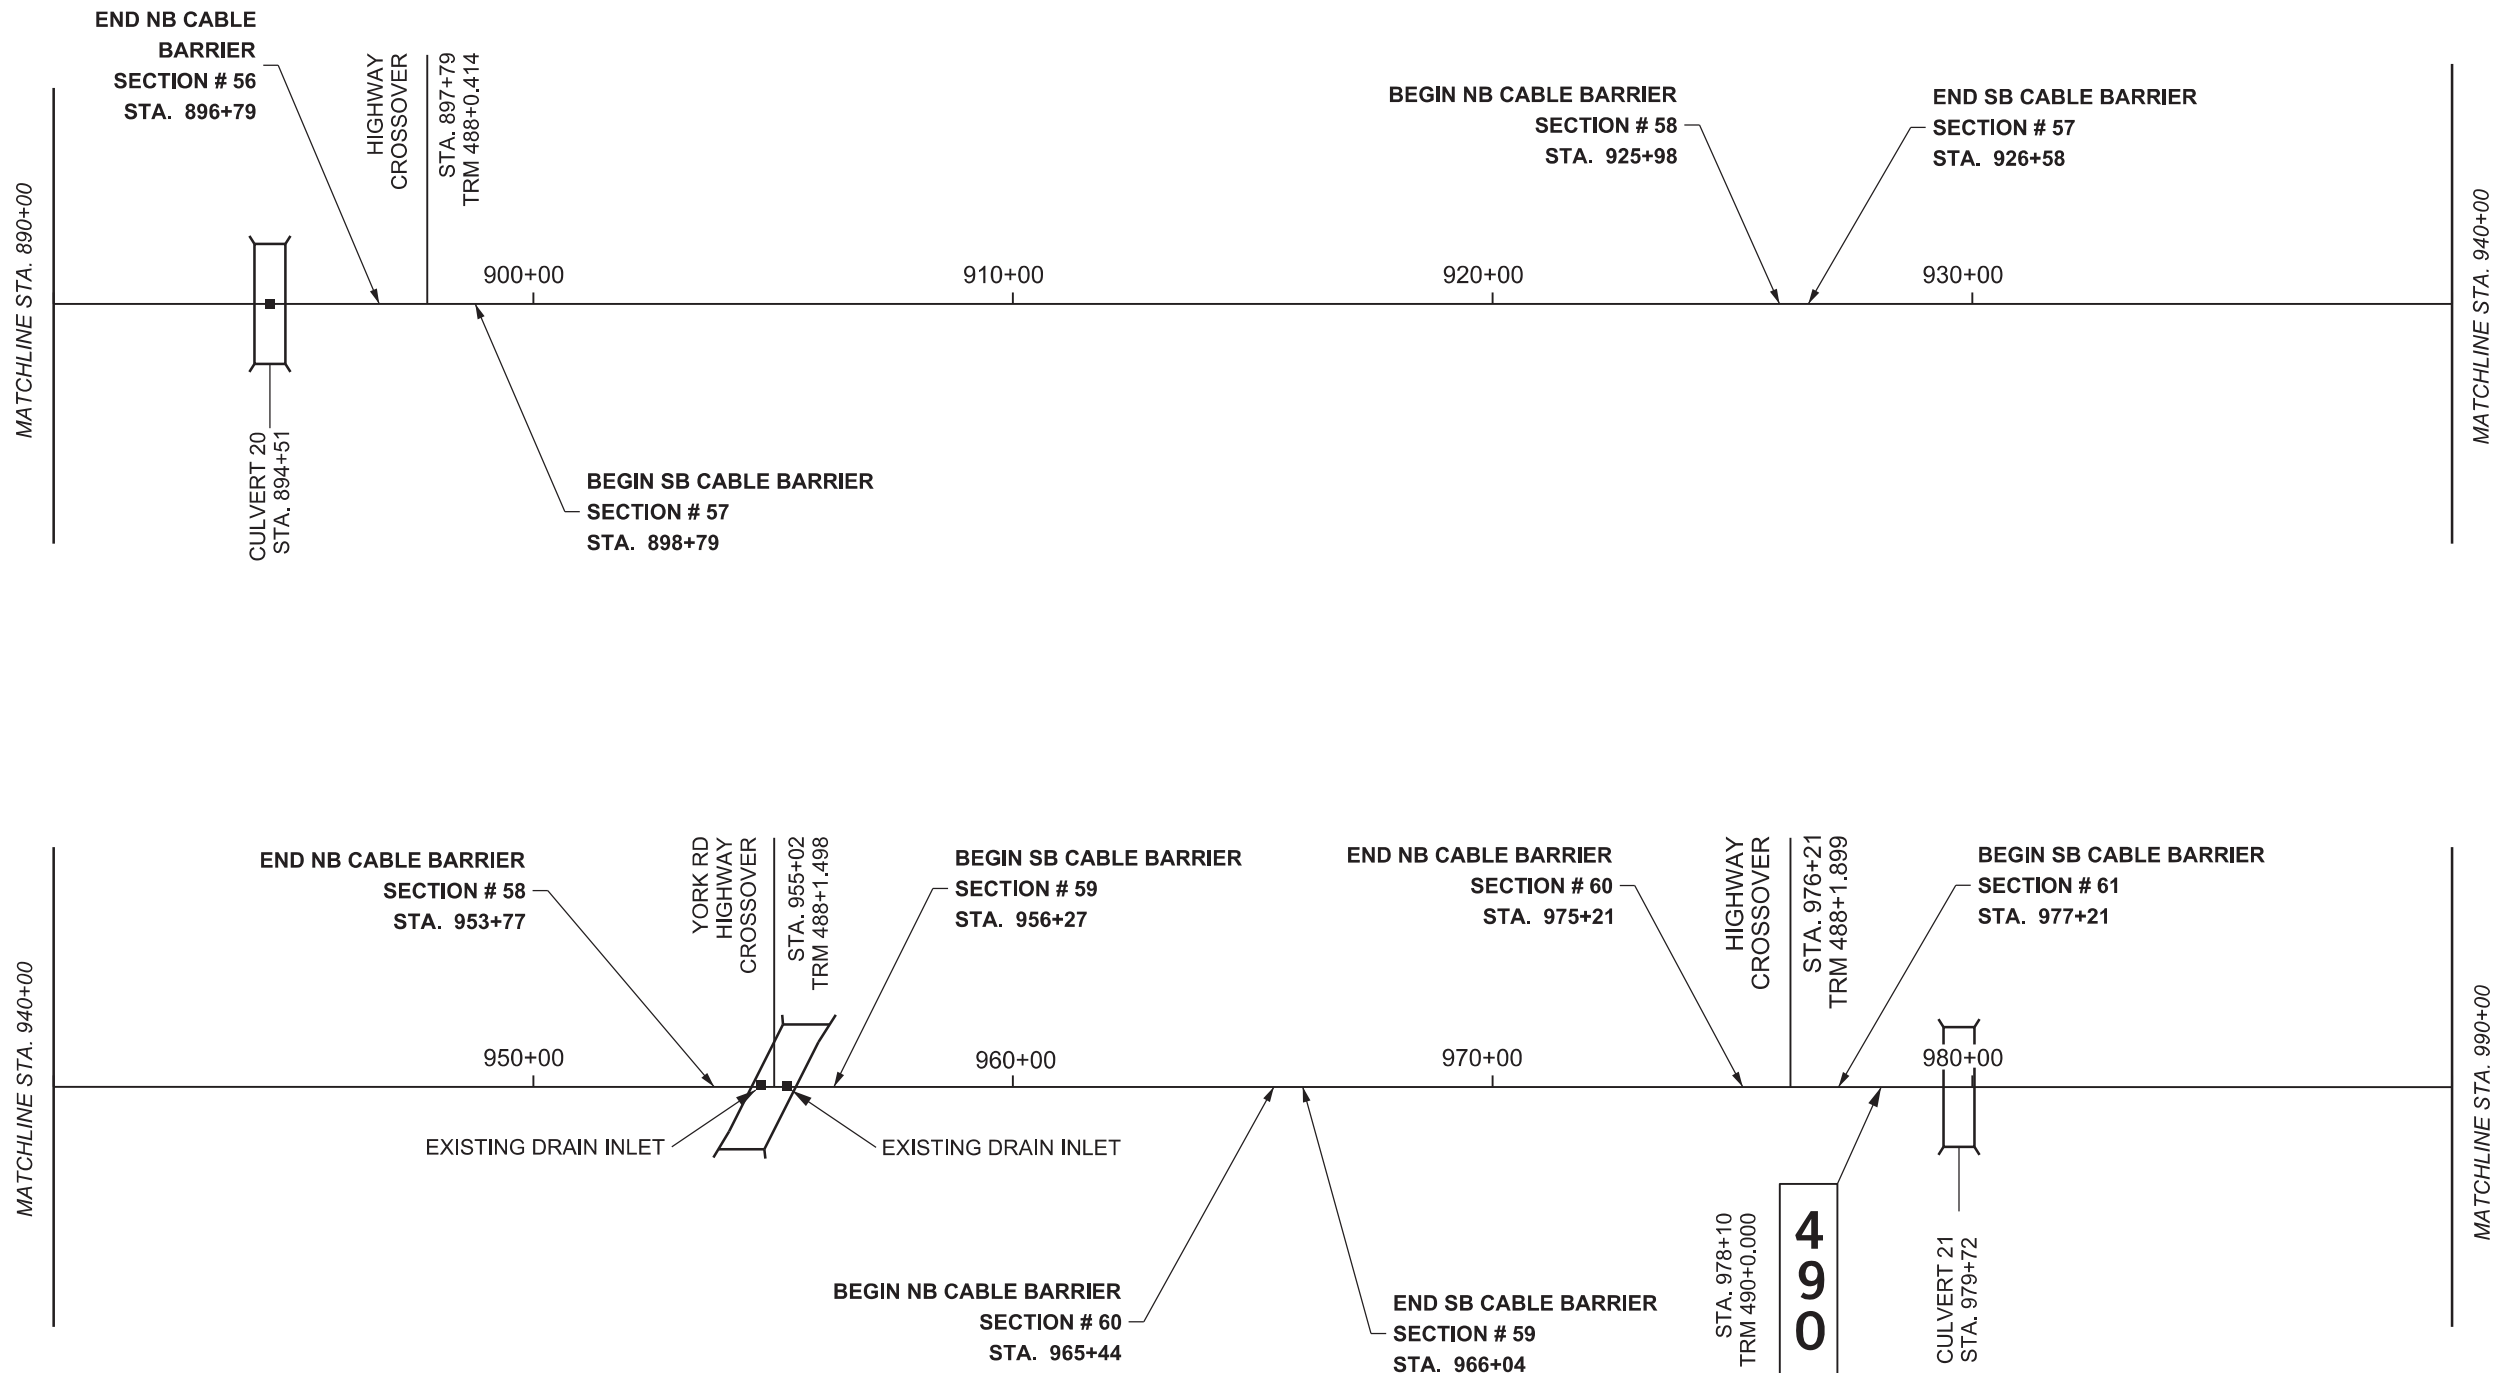 END NB CABLE
BARRIER
SECTION # 56
STA. 896+79
HIGHWAY
CROSSOVER
STA. 897+79
TRM 488+0.414
BEGIN NB CABLE BARRIER
SECTION # 58
STA. 925+98
END SB CABLE BARRIER
SECTION # 57
STA. 926+58
MATCHLINE STA. 890+00
900+00
910+00
920+00
930+00
MATCHLINE STA. 940+00
CULVERT 20
STA. 894+51
BEGIN SB CABLE BARRIER
SECTION # 57
STA. 898+79
END NB CABLE BARRIER
SECTION # 58
STA. 953+77
YORK RD
HIGHWAY
CROSSOVER
STA. 955+02
TRM 488+1.498
BEGIN SB CABLE BARRIER
SECTION # 59
STA. 956+27
END NB CABLE BARRIER
SECTION # 60
STA. 975+21
HIGHWAY
CROSSOVER
STA. 976+21
TRM 488+1.899
BEGIN SB CABLE BARRIER
SECTION # 61
STA. 977+21
MATCHLINE STA. 940+00
950+00
960+00
970+00
980+00
MATCHLINE STA. 990+00
EXISTING DRAIN INLET
EXISTING DRAIN INLET
BEGIN NB CABLE BARRIER
SECTION # 60
STA. 965+44
END SB CABLE BARRIER
SECTION # 59
STA. 966+04
STA. 978+10
TRM 490+0.000
490
CULVERT 21
STA. 979+72